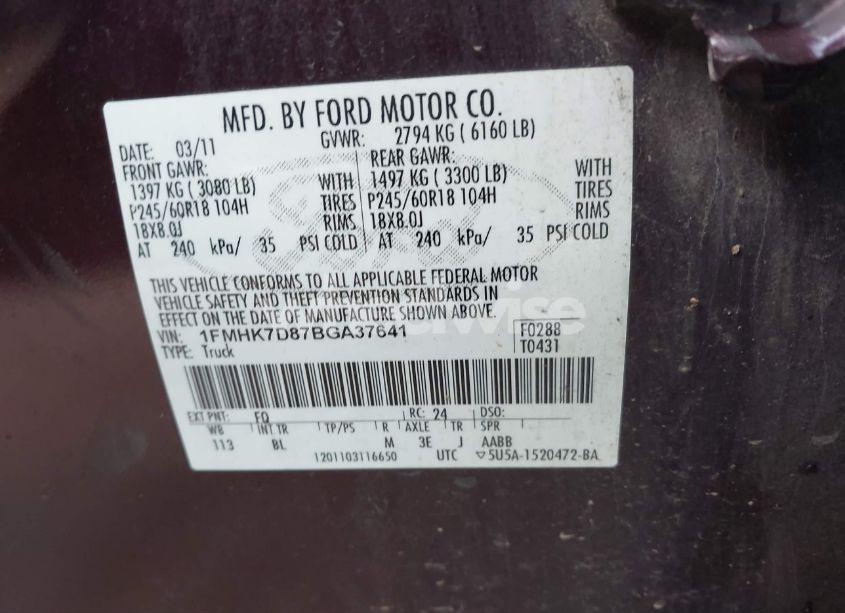 MFD. BY FORD MOTOR CO.
DATE: 03/11 GVWR: 2794 KG ( 6160 LB)
FRONT GAWR: REAR GAWR:
1397 KG ( 3080 LB) WITH 1497 KG ( 3300 LB) WITH
P245/60R18 104H TIRES P245/60R18 104H TIRES
18X8.0J RIMS 18X8.0J RIMS
AT 240 kPa/ 35 PSI COLD AT 240 kPa/ 35 PSI COLD
THIS VEHICLE CONFORMS TO ALL APPLICABLE FEDERAL MOTOR
VEHICLE SAFETY AND THEFT PREVENTION STANDARDS IN
EFFECT ON THE DATE OF MANUFACTURE SHOWN ABOVE.
VIN: 1FMHK7D87BGA37641 F0288
TYPE: Truck T0431
EXT PNT: FQ RC: 24 DSO:
WB INT TR TP/PS R AXLE TR SPR
113 BL M 3E J AABB
1201103116650 UTC ▽5U5A-1520472-BA